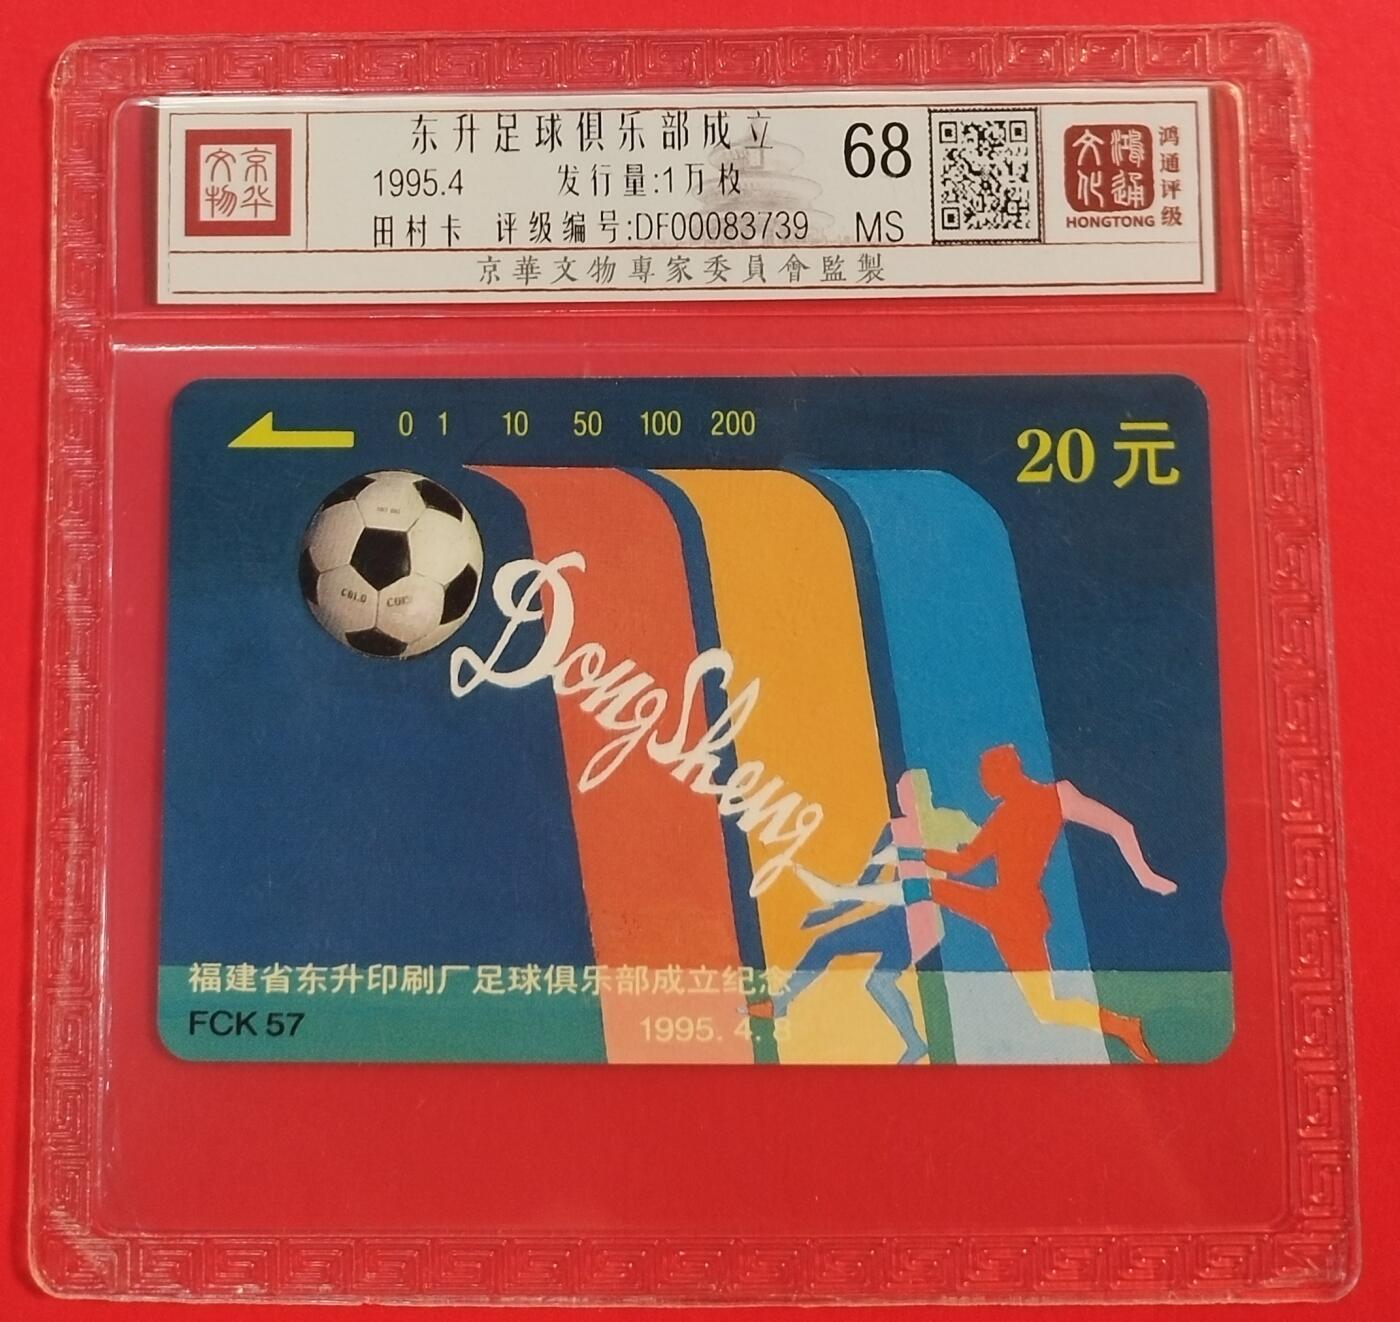 京华文物
东升足球俱乐部成立
1995.4 发行量:1万枚
田村卡 评级编号:DF00083739
68
MS
鸿通文化
HONGTONG
鸿通评级
京華文物專家委員會監製
0 1 10 50 100 200
20元
DongSheng
福建省东升印刷厂足球俱乐部成立纪念
FCK 57
1995. 4. 8